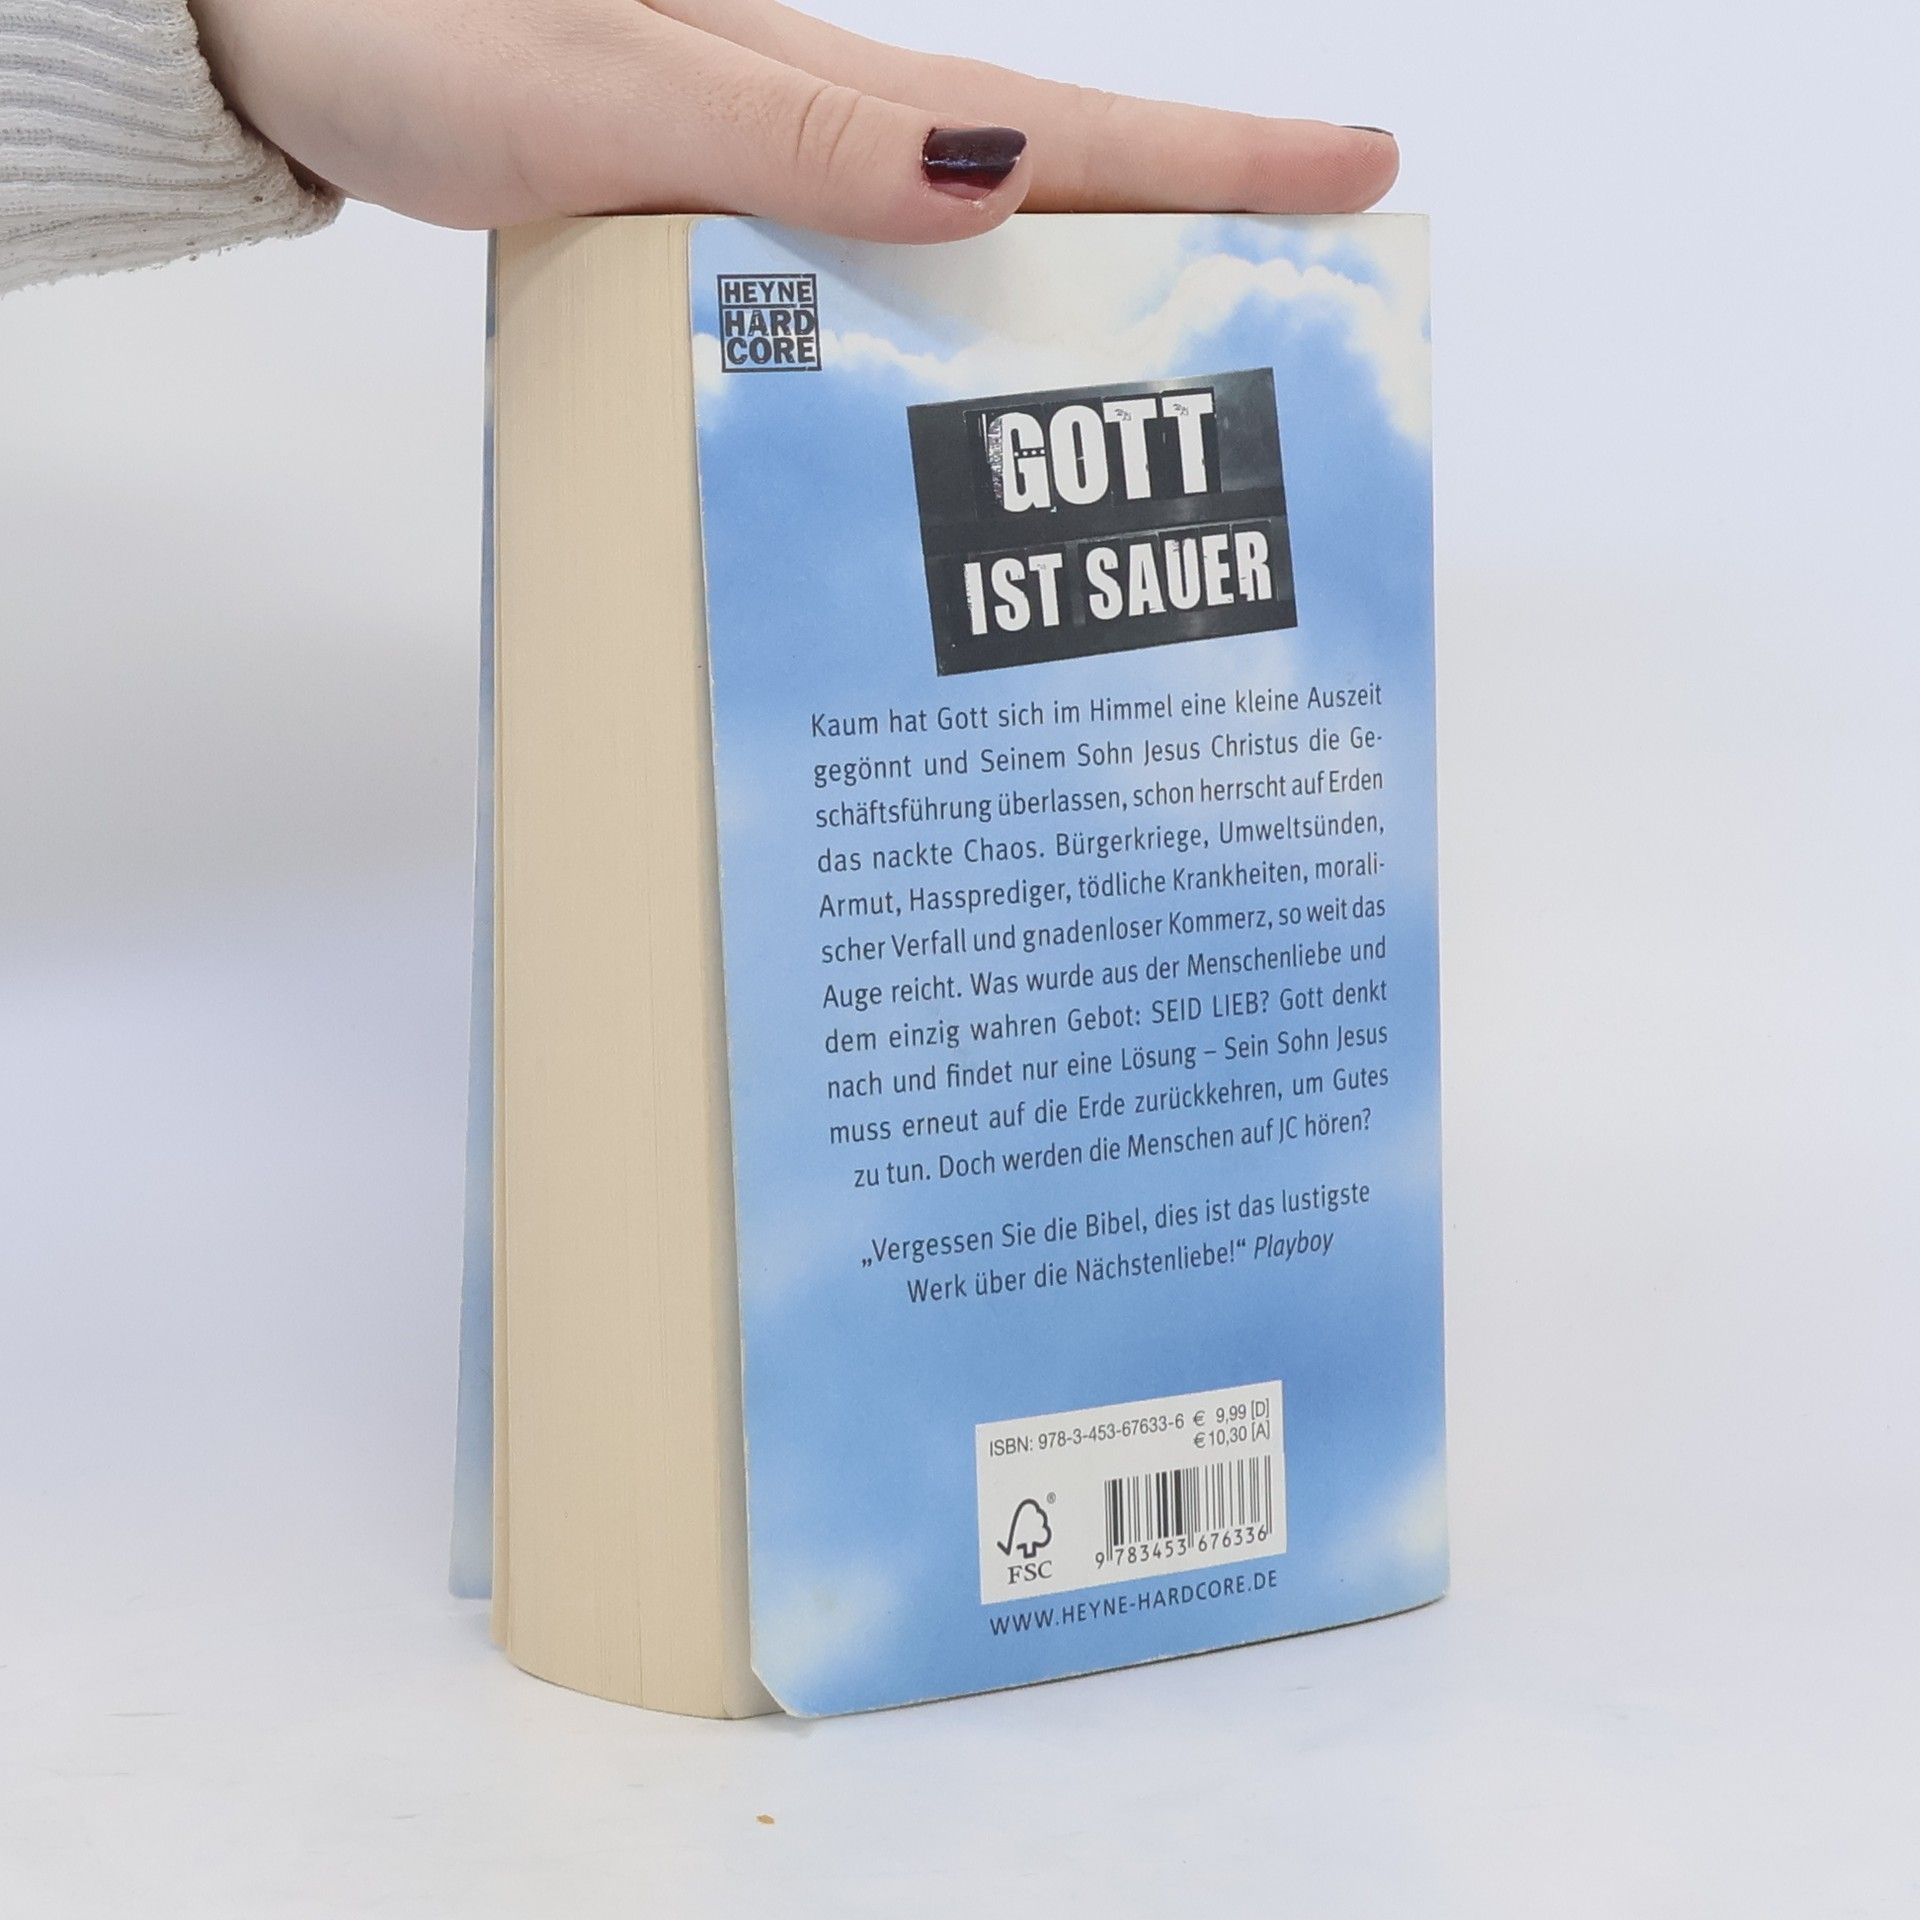 HEYNE
HARD
CORE
GOTT
IST SAUER
Kaum hat Gott sich im Himmel eine kleine Auszeit
gegönnt und Seinem Sohn Jesus Christus die Ge-
schäftsführung überlassen, schon herrscht auf Erden
das nackte Chaos. Bürgerkriege, Umweltsünden,
Armut, Hassprediger, tödliche Krankheiten, morali-
scher Verfall und gnadenloser Kommerz, so weit das
Auge reicht. Was wurde aus der Menschenliebe und
dem einzig wahren Gebot: SEID LIEB? Gott denkt
nach und findet nur eine Lösung – Sein Sohn Jesus
muss erneut auf die Erde zurückkehren, um Gutes
zu tun. Doch werden die Menschen auf JC hören?
„Vergessen Sie die Bibel, dies ist das lustigste
Werk über die Nächstenliebe!“ Playboy
ISBN: 978-3-453-67633-6 € 9,99 [D]
€ 10,30 [A]
®
FSC
9 783453 676336
WWW.HEYNE-HARDCORE.DE